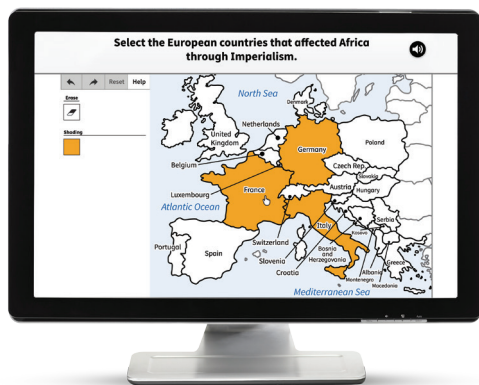 Select the European countries that affected Africa
through Imperialism.
Reset Help
Erase
Shading
North Sea
Denmark
Netherlands
United
Kingdom
Germany
Poland
Belgium
Czech Rep.
Slovakia
Luxembourg
France
Austria
Hungary
Atlantic Ocean
Switzerland
Italy
Serbia
Kosovo
Portugal
Spain
Slovenia
Bosnia
and
Herzegovania
Croatia
Albania
Greece
Montenegro
Macedonia
Mediterranean Sea